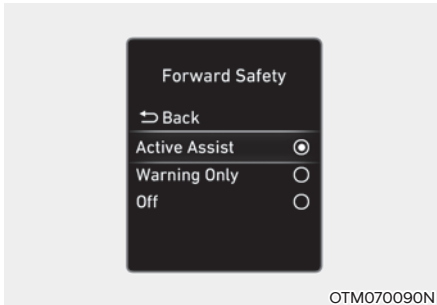 Forward Safety
Back
Active Assist
Warning Only
Off
OTM070090N